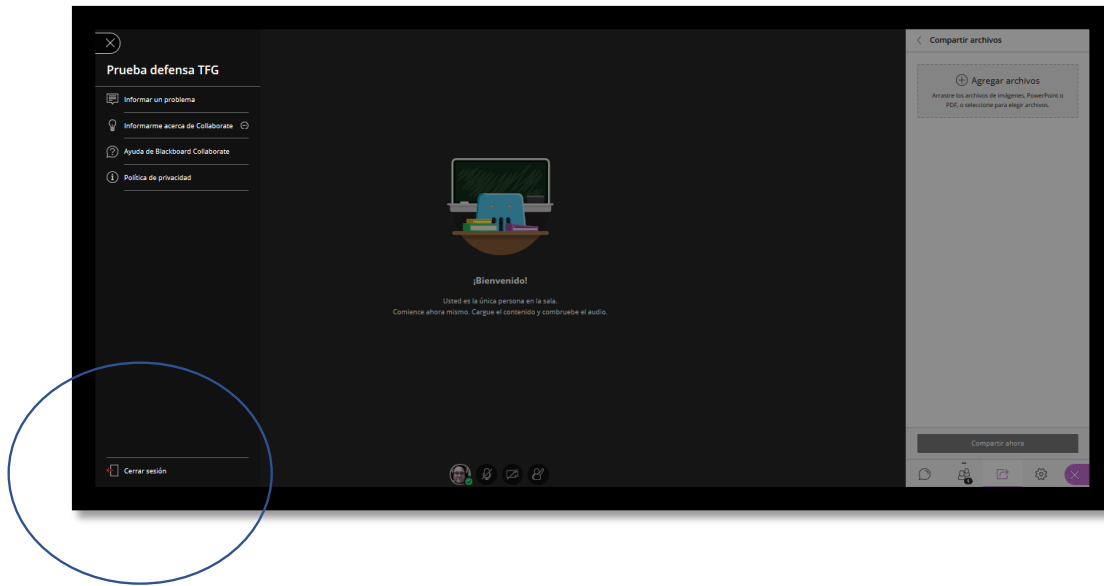 Prueba defensa TFG
Informar un problema
Informarme acerca de Collaborate
Ayuda de Blackboard Collaborate
Política de privacidad
Cerrar sesión
¡Bienvenido!
Usted es la única persona en la sala.
Comience ahora mismo. Cargue el contenido y combruebe el audio.
Compartir archivos
Agregar archivos
Arrastre los archivos de imágenes, PowerPoint o
PDF, o seleccione para elegir archivos.
Compartir ahora
1